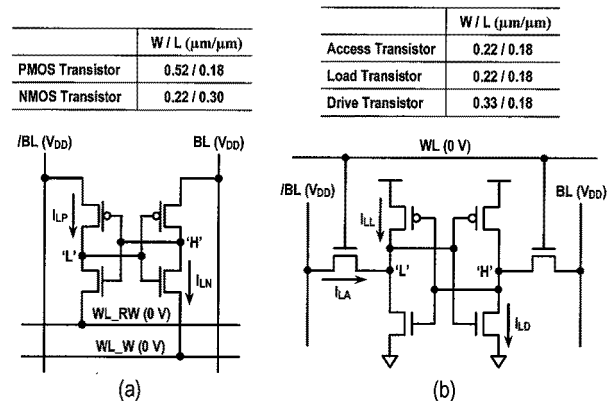 W / L (μm/μm)
PMOS Transistor 0.52 / 0.18
NMOS Transistor 0.22 / 0.30
/BL (VDD) BL (VDD)
ILP
'L' 'H'
ILN
WL_RW (0 V)
WL_W (0 V)
(a)
W / L (μm/μm)
Access Transistor 0.22 / 0.18
Load Transistor 0.22 / 0.18
Drive Transistor 0.33 / 0.18
WL (0 V)
/BL (VDD) BL (VDD)
ILL
'L' 'H'
ILA
ILD
(b)